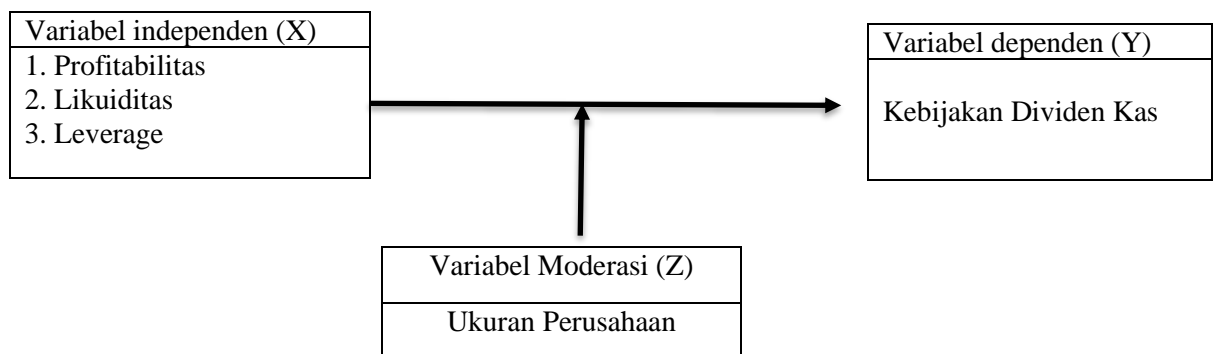 Variabel independen (X)
1. Profitabilitas
2. Likuiditas
3. Leverage
Variabel dependen (Y)
Kebijakan Dividen Kas
Variabel Moderasi (Z)
Ukuran Perusahaan